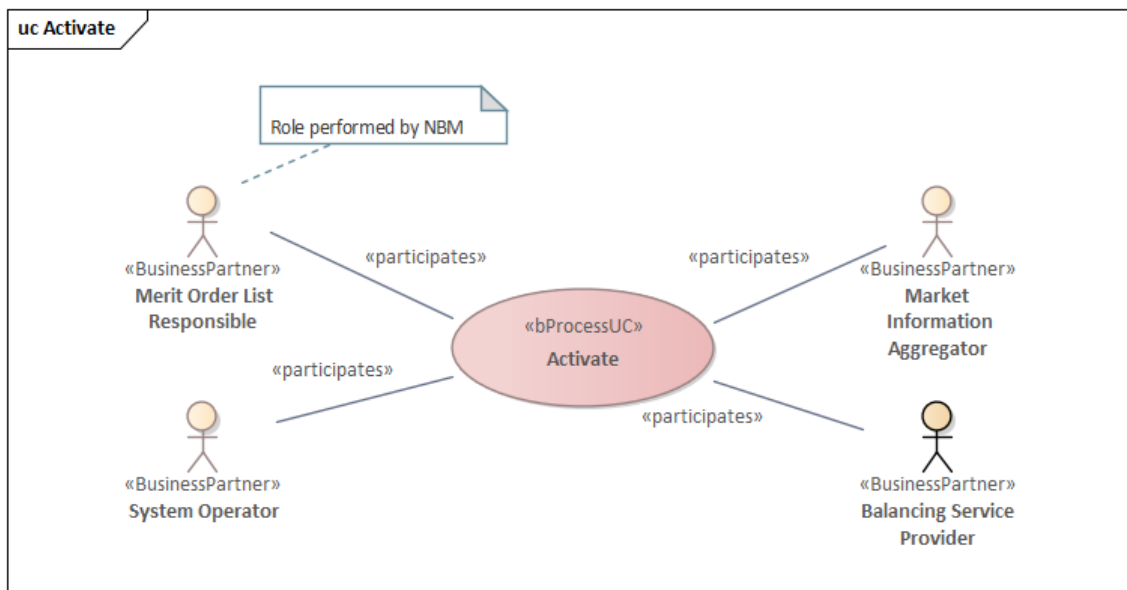 uc Activate
Role performed by NBM
«BusinessPartner»
Merit Order List
Responsible
«participates»
«participates»
«BusinessPartner»
Market
Information
Aggregator
«bProcessUC»
Activate
«participates»
«participates»
«BusinessPartner»
System Operator
«BusinessPartner»
Balancing Service
Provider